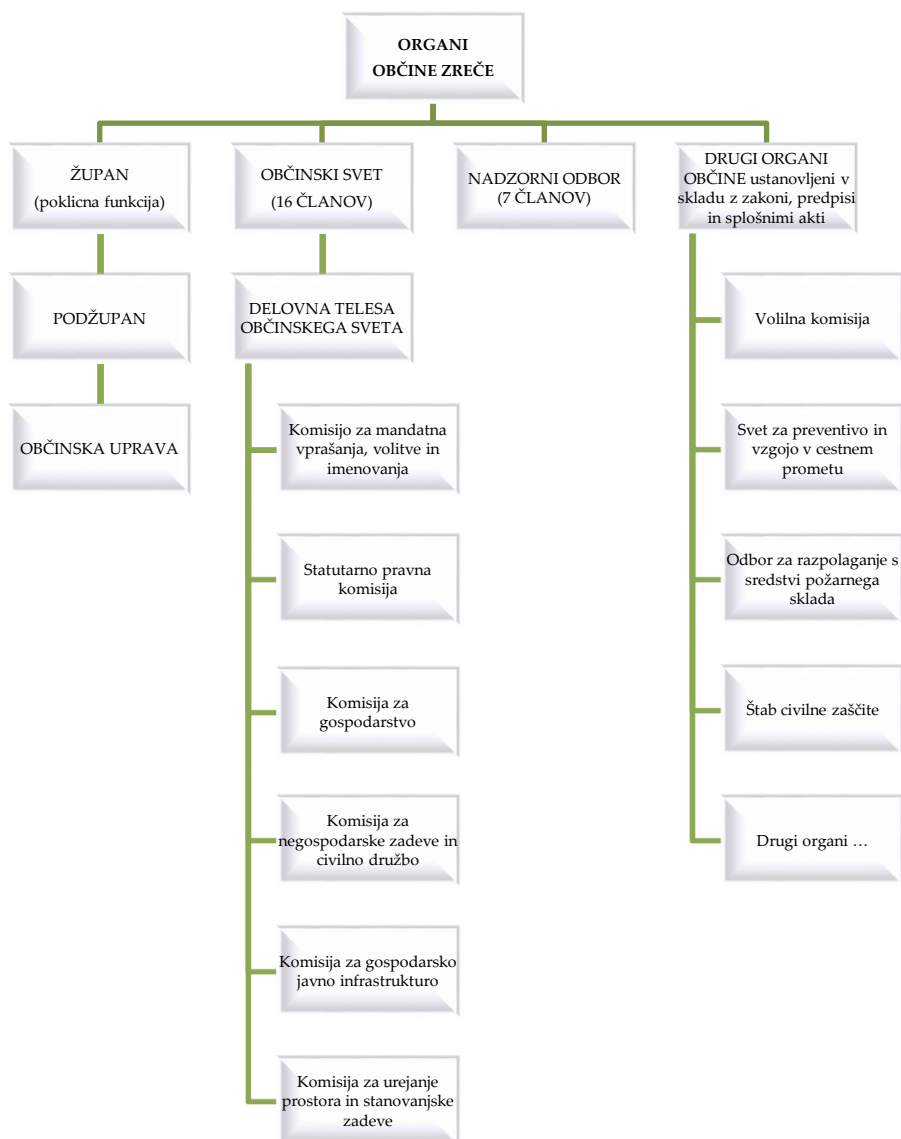 ORGANI
OBČINE ZREČE
ŽUPAN
(poklicna funkcija)
OBČINSKI SVET
(16 ČLANOV)
NADZORNI ODBOR
(7 ČLANOV)
DRUGI ORGANI
OBČINE ustanovljeni v
skladu z zakoni, predpisi
in splošnimi akti
PODŽUPAN
DELOVNA TELESA
OBČINSKEGA SVETA
Volilna komisija
OBČINSKA UPRAVA
Komisijo za mandatna
vprašanja, volitve in
imenovanja
Svet za preventivo in
vzgojo v cestnem
prometu
Statutarno pravna
komisija
Odbor za razpolaganje s
sredstvi požarnega
sklada
Komisija za
gospodarstvo
Štab civilne zaščite
Komisija za
negospodarske zadeve in
civilno družbo
Drugi organi …
Komisija za gospodarsko
javno infrastrukturo
Komisija za urejanje
prostora in stanovanjske
zadeve